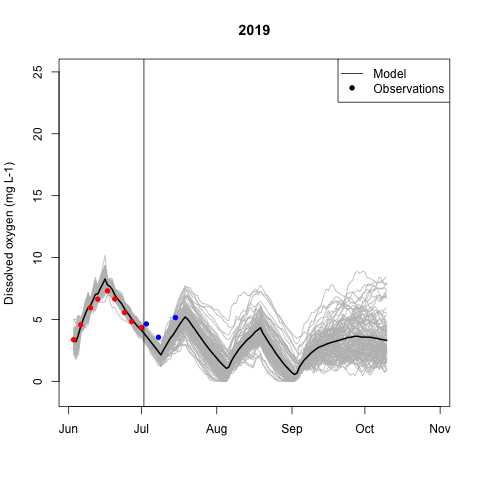 2019
Dissolved oxygen (mg L-1)
25
20
15
10
5
0
Model
Observations
Jun
Jul
Aug
Sep
Oct
Nov